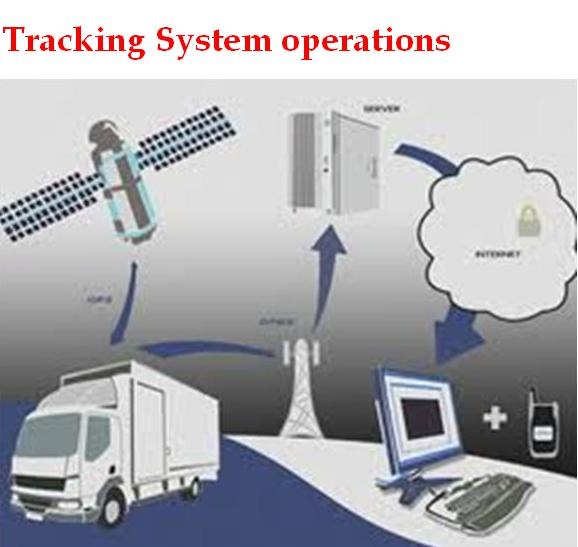 Tracking System operations
SERVER
INTERNET
GPS